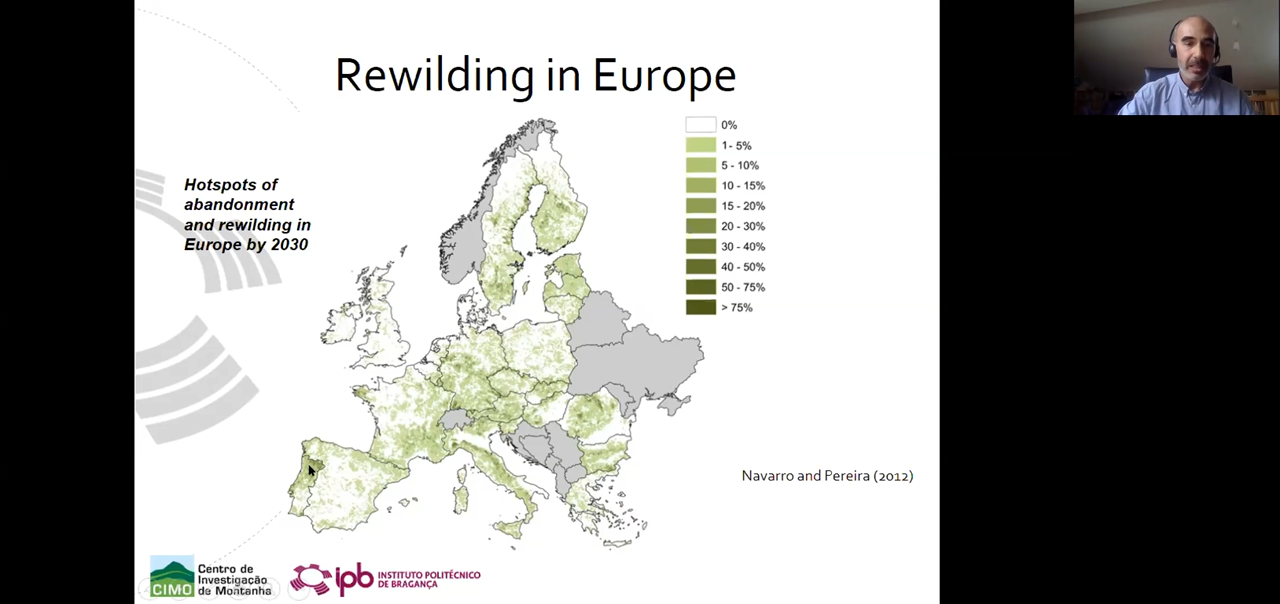 Rewilding in Europe
Hotspots of
abandonment
and rewilding in
Europe by 2030
0%
1- 5%
5 - 10%
10 - 15%
15 - 20%
20 - 30%
30 - 40%
40 - 50%
50 - 75%
> 75%
Navarro and Pereira (2012)
CIMO
Centro de
Investigação
de Montanha
ipb
INSTITUTO POLITÉCNICO
DE BRAGANÇA